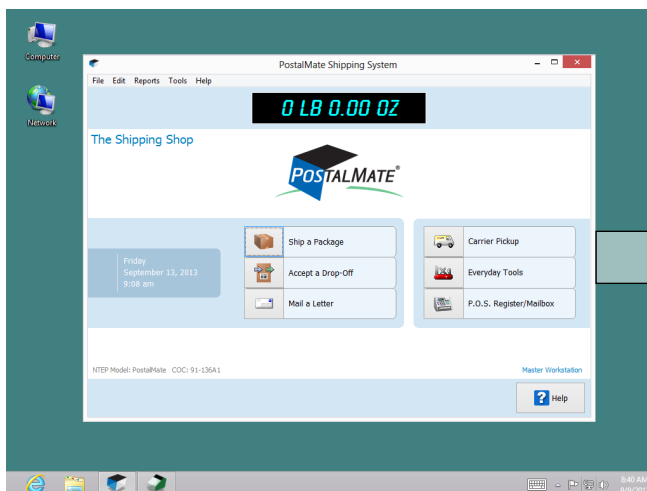 Computer
Network
PostalMate Shipping System
File Edit Reports Tools Help
0 LB 0.00 OZ
The Shipping Shop
POSTALMATE®
Friday
September 13, 2013
9:08 am
Ship a Package
Accept a Drop-Off
Mail a Letter
Carrier Pickup
Everyday Tools
P.O.S. Register/Mailbox
NTEP Model: PostalMate COC: 91-136A1
Master Workstation
? Help
8:40 AM